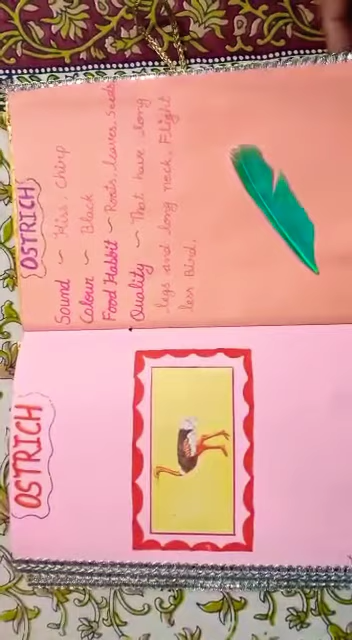 OSTRICH
OSTRICH
Sound ~ Hiss, Chirp
Colour ~ Black
Food Habit ~ Roots, leaves, seeds
Quality ~ That have long
legs and long neck. Flight
less Bird.